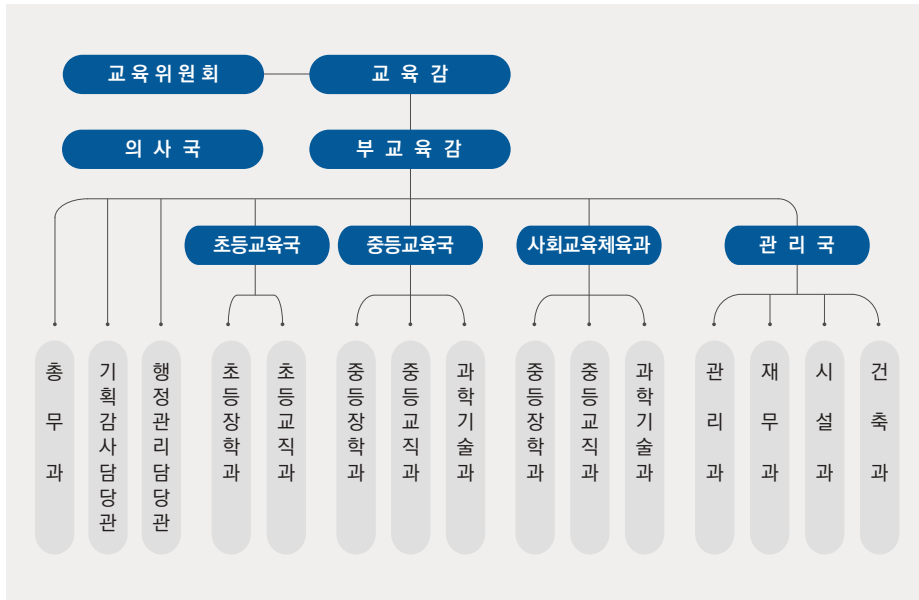 교육위원회
교 육 감
의 사 국
부 교 육 감
초등교육국
중등교육국
사회교육체육과
관 리 국
총 무 과
기획감사담당관
행정관리담당관
초등장학과
초등교직과
중등장학과
중등교직과
과학기술과
중등장학과
중등교직과
과학기술과
관 리 과
재 무 과
시 설 과
건 축 과